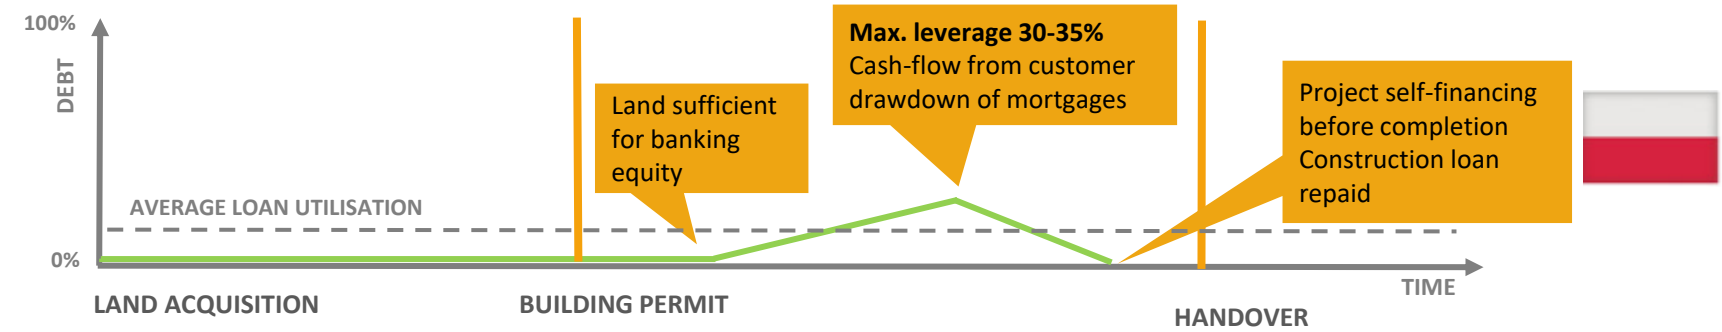 100%
DEBT
0%
AVERAGE LOAN UTILISATION
Land sufficient
for banking
equity
Max. leverage 30-35%
Cash-flow from customer
drawdown of mortgages
Project self-financing
before completion
Construction loan
repaid
TIME
LAND ACQUISITION
BUILDING PERMIT
HANDOVER